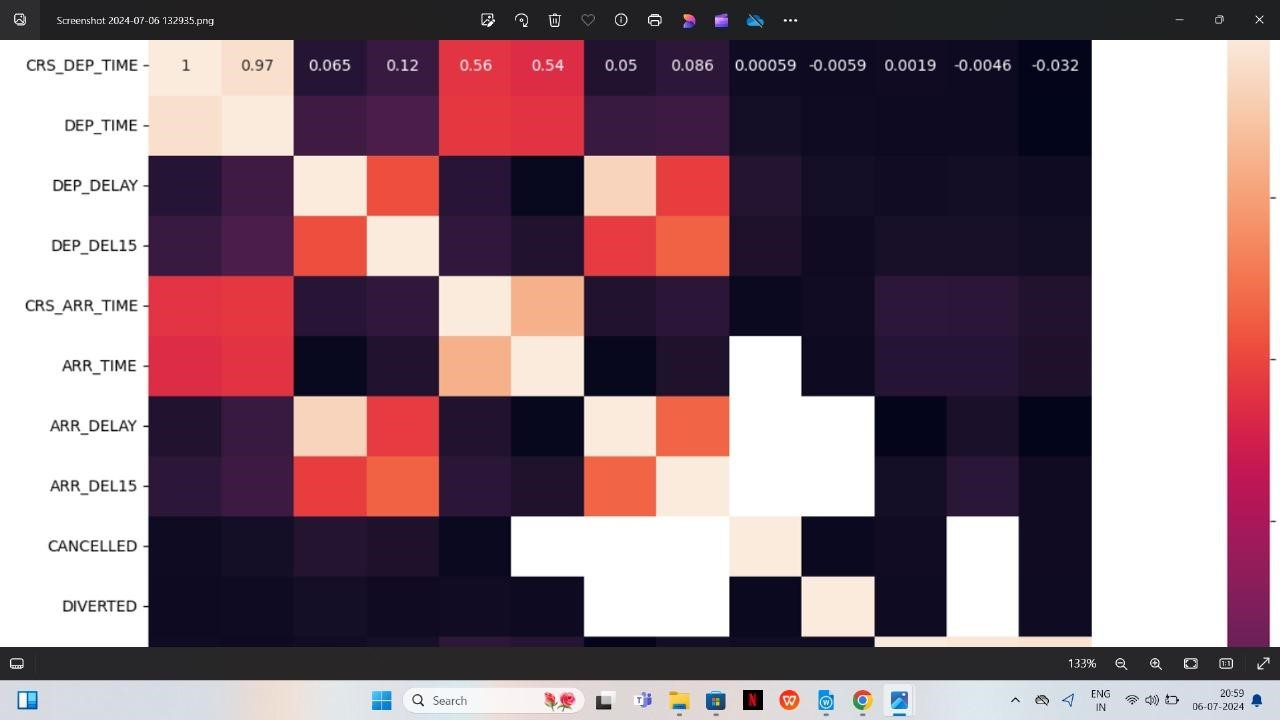 Screenshot 2024-07-06 132935.png
CRS_DEP_TIME 1 0.97 0.065 0.12 0.56 0.54 0.05 0.086 0.00059 -0.0059 0.0019 -0.0046 -0.032
DEP_TIME
DEP_DELAY
DEP_DEL15
CRS_ARR_TIME
ARR_TIME
ARR_DELAY
ARR_DEL15
CANCELLED
DIVERTED
133%
1:1
Search
ENG
IN
20:59
06-07-2024